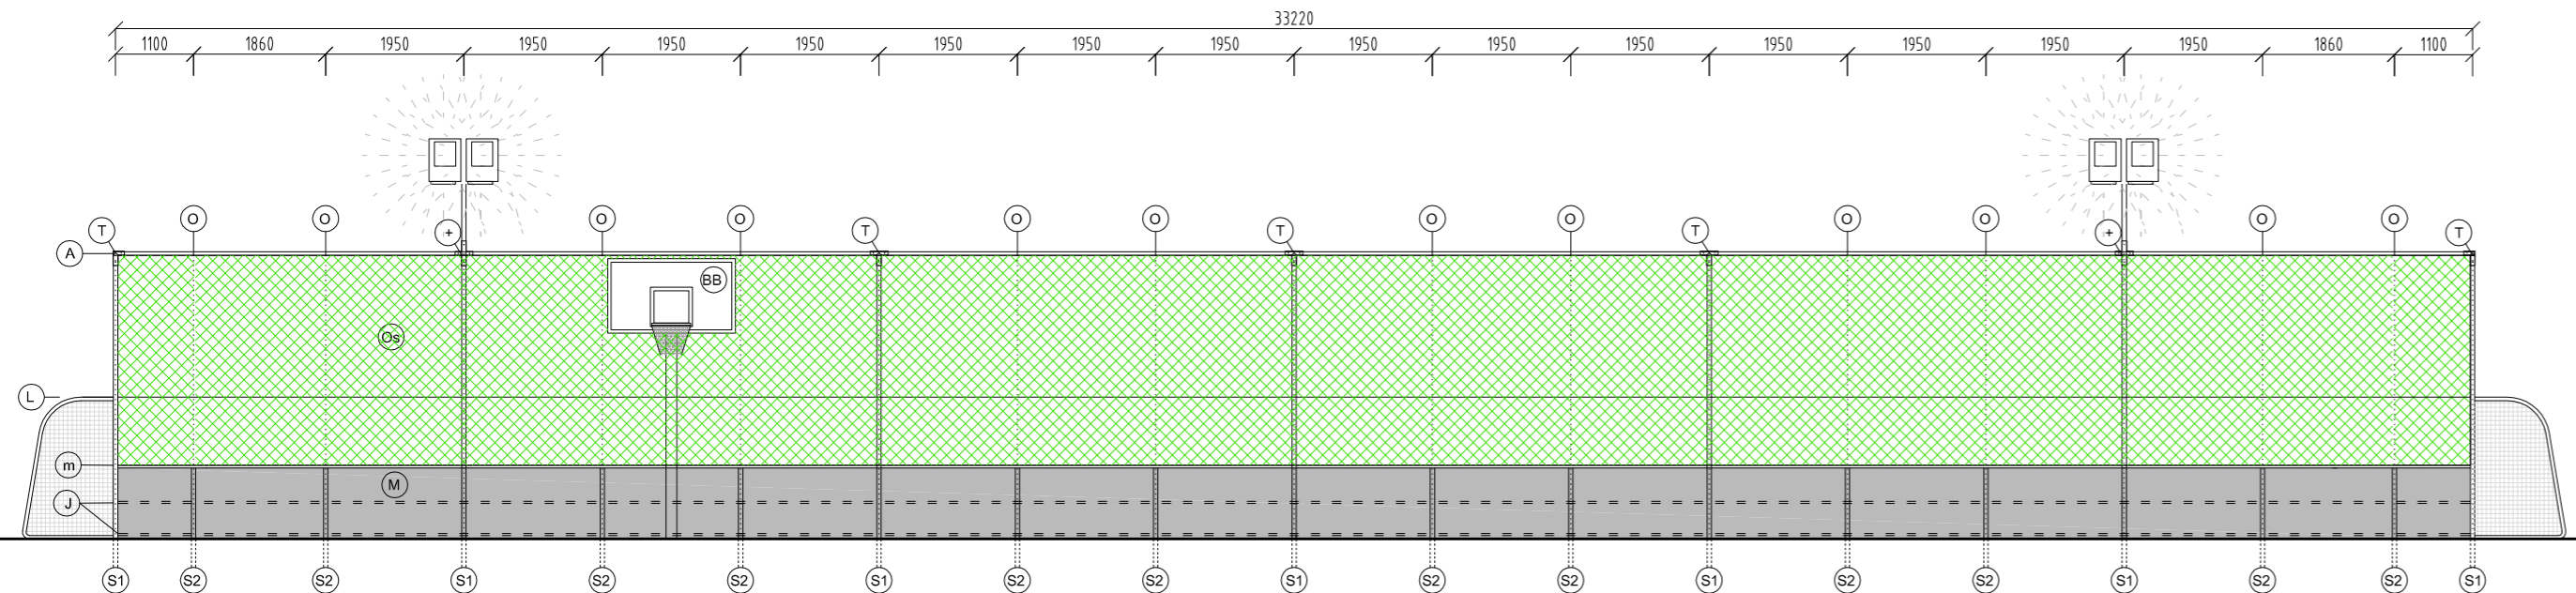 33220
1100 1860 1950 1950 1950 1950 1950 1950 1950 1950 1950 1950 1950 1950 1950 1950 1860 1100
O O O O O O O O O O O O
T + T T T + T
A
BB
Os
L
m
M
J
S1 S2 S2 S1 S2 S2 S1 S2 S2 S1 S2 S2 S1 S2 S2 S1 S2 S2 S1